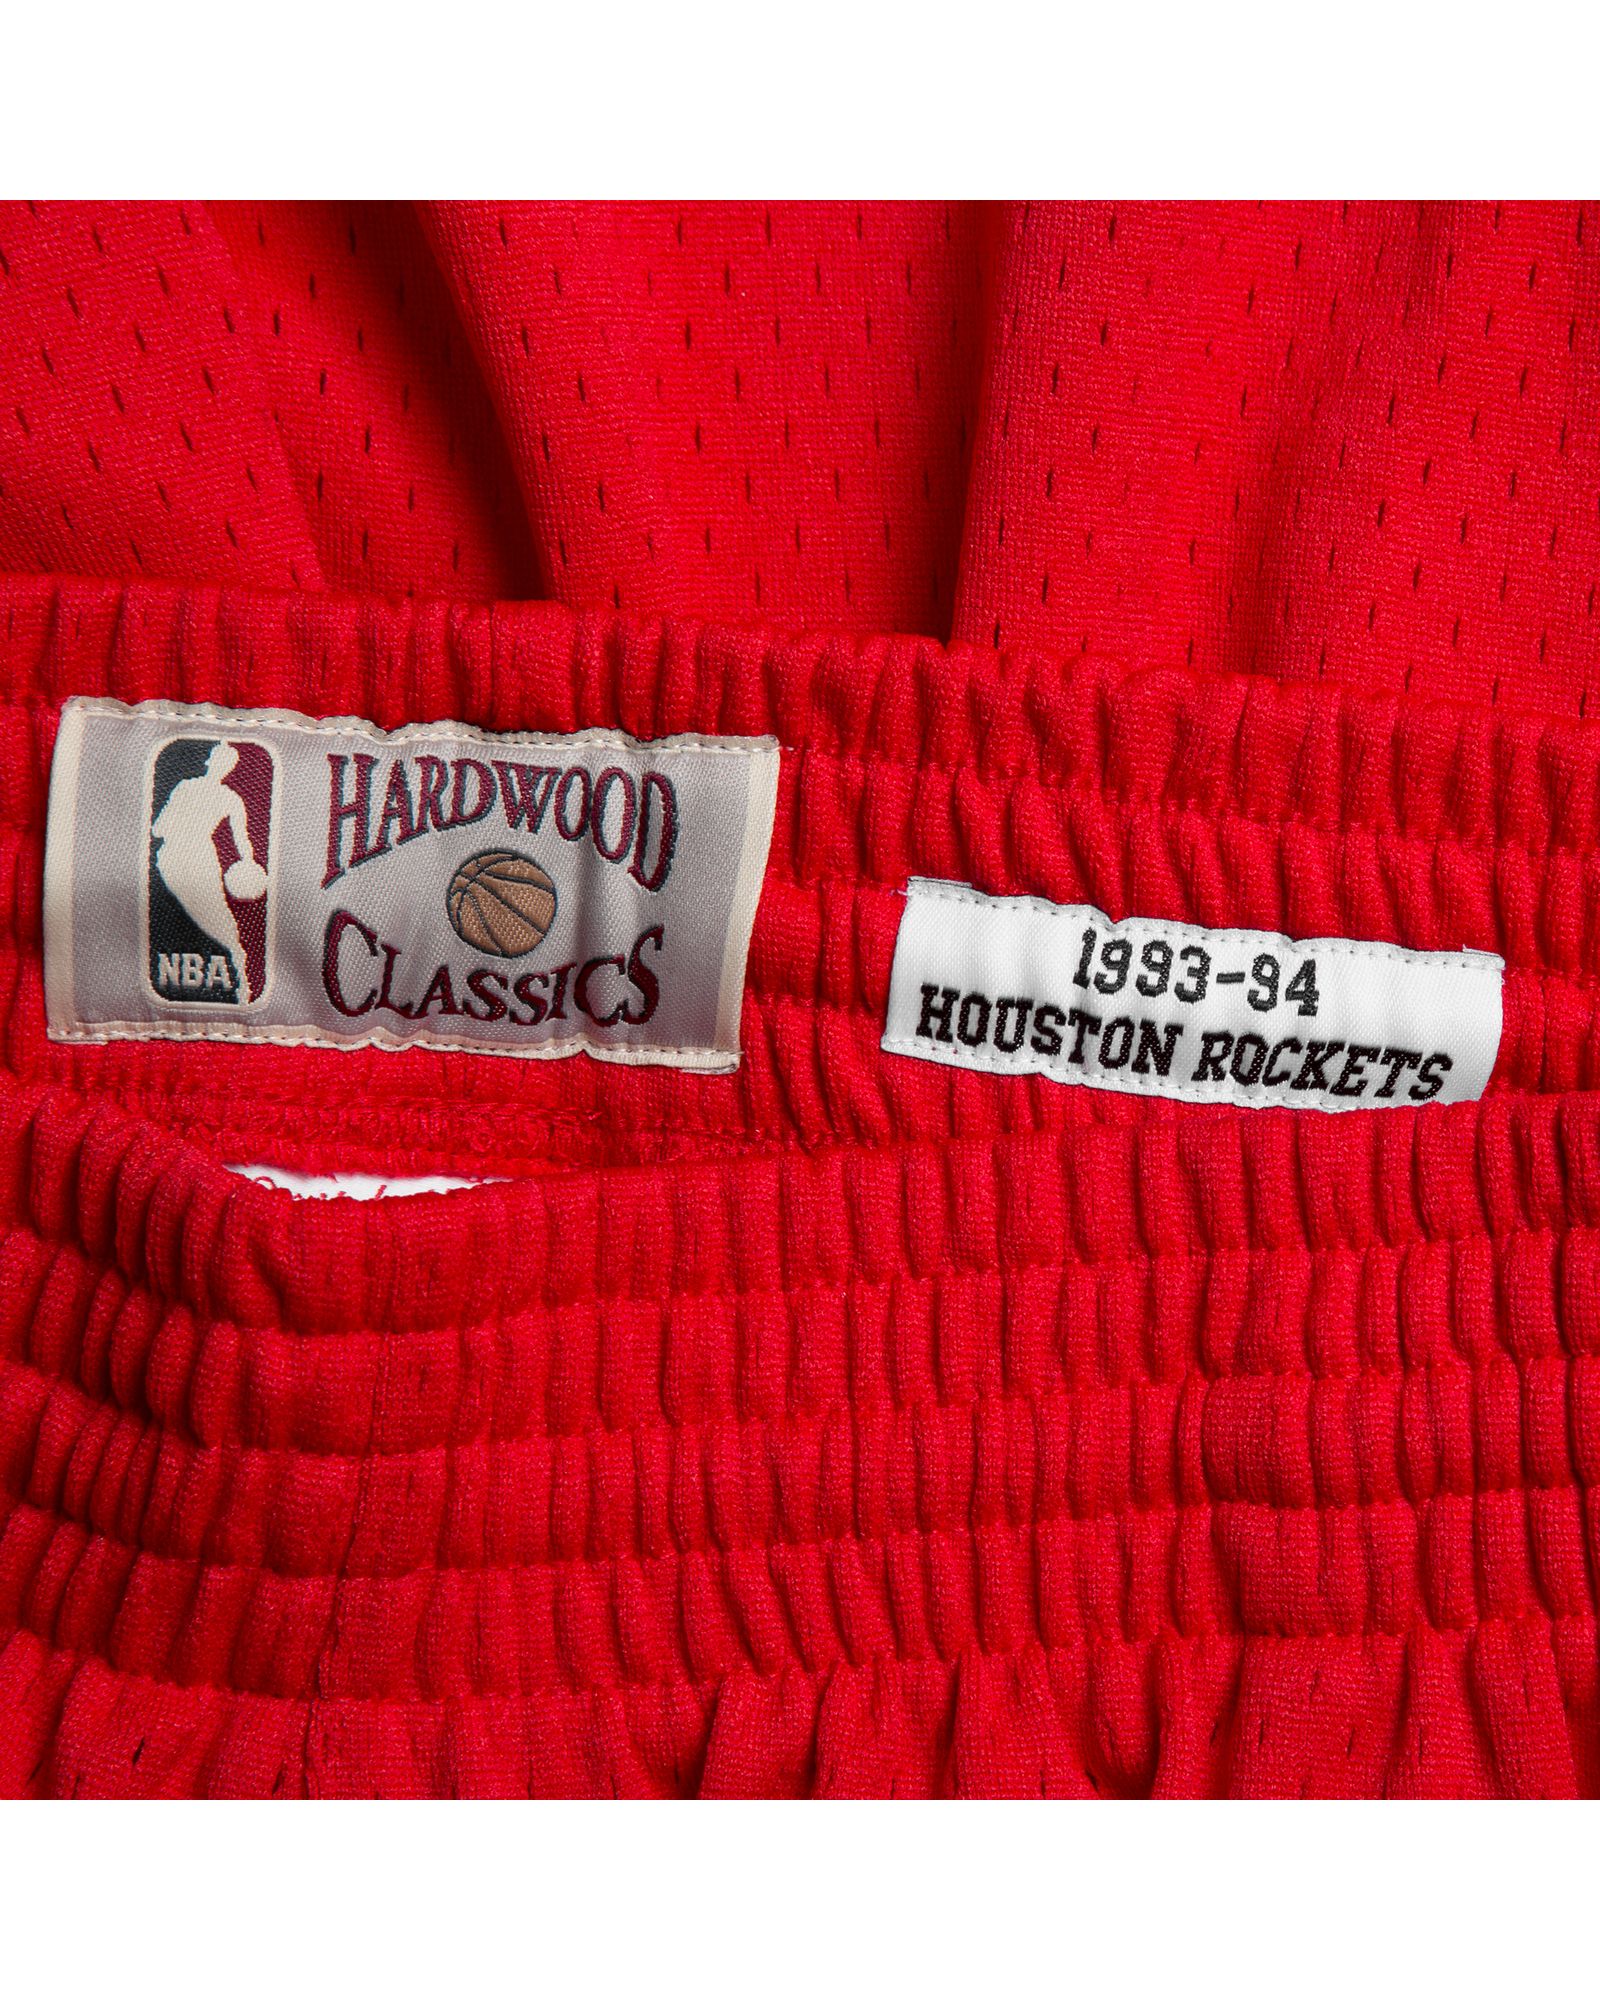 NBA
HARDWOOD
CLASSICS
1993-94
HOUSTON ROCKETS